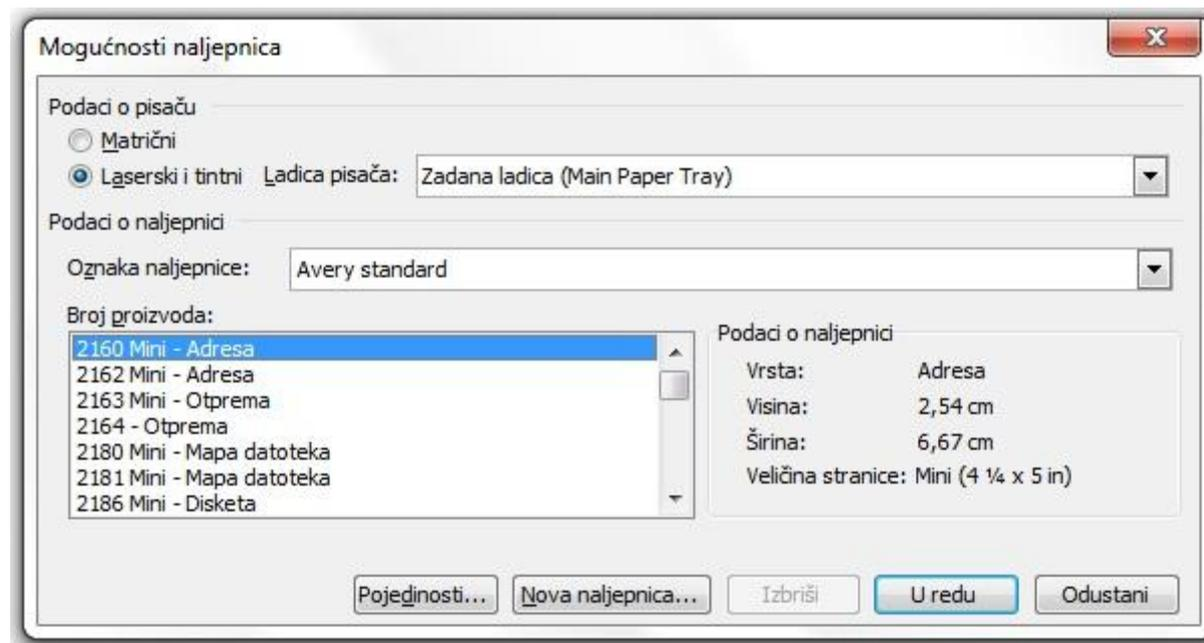 Mogućnosti naljepnica
Podaci o pisaču
Matrični
Laserski i tintni Ladica pisača: Zadana ladica (Main Paper Tray)
Podaci o naljepnici
Oznaka naljepnice: Avery standard
Broj proizvoda:
2160 Mini - Adresa
2162 Mini - Adresa
2163 Mini - Otprema
2164 - Otprema
2180 Mini - Mapa datoteka
2181 Mini - Mapa datoteka
2186 Mini - Disketa
Podaci o naljepnici
Vrsta: Adresa
Visina: 2,54 cm
Širina: 6,67 cm
Veličina stranice: Mini (4 ¼ x 5 in)
Pojedinosti... Nova naljepnica... Izbriši U redu Odustani